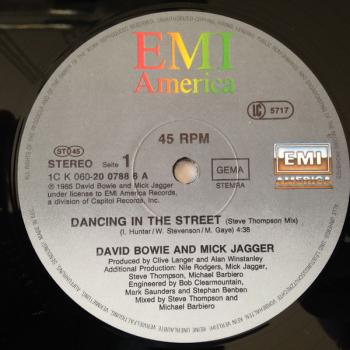 EMI
America
ST 45
STEREO Seite 1
1C K 060-20 0788 6 A
℗ 1985 David Bowie and Mick Jagger
under license to EMI America Records,
a division of Capitol Records, Inc.
45 RPM
LC 5717
GEMA
STEMRA
EMI
AMERICA
DANCING IN THE STREET (Steve Thompson Mix)
(I. Hunter/W. Stevenson/M. Gaye) 4:38
DAVID BOWIE AND MICK JAGGER
Produced by Clive Langer and Alan Winstanley
Additional Production: Nile Rodgers, Mick Jagger,
Steve Thompson, Michael Barbiero
Engineered by Bob Clearmountain,
Mark Saunders and Stephan Benben
Mixed by Steve Thompson and
Michael Barbiero